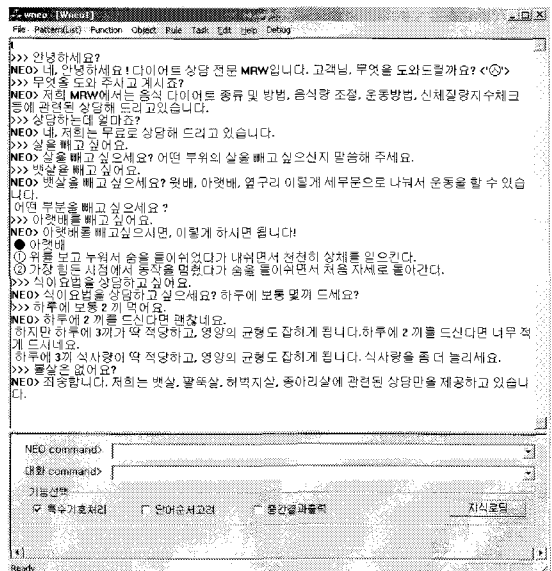 wneo - [Wneo1]
File Pattern(List) Function Object Rule Task Edit Help Debug
>>> 안녕하세요?
NEO> 네, 안녕하세요! 다이어트 상담 전문 MRW입니다. 고객님, 무엇을 도와드릴까요? <'⊙'>
>>> 무엇을 도와 주시고 계시죠?
NEO> 저희 MRW에서는 음식 다이어트 종류 및 방법, 음식량 조절, 운동방법, 신체질량지수체크
등에 관련된 상담해 드리고있습니다.
>>> 상담하는데 얼마죠?
NEO> 네, 저희는 무료로 상담해 드리고 있습니다.
>>> 살을 빼고 싶어요.
NEO> 살을 빼고 싶으세요? 어떤 부위의 살을 빼고 싶으신지 말씀해 주세요.
>>> 뱃살을 빼고 싶어요.
NEO> 뱃살을 빼고 싶으세요? 윗배, 아랫배, 옆구리 이렇게 세부분으로 나눠서 운동을 할 수 있습
니다.
어떤 부분을 빼고 싶으세요 ?
>>> 아랫배를 빼고 싶어요.
NEO> 아랫배를 빼고싶으시면, 이렇게 하시면 됩니다!
● 아랫배
① 위를 보고 누워서 숨을 들이쉬었다가 내쉬면서 천천히 상체를 일으킨다.
② 가장 힘든 시점에서 동작을 멈췄다가 숨을 들이쉬면서 처음 자세로 돌아간다.
>>> 식이요법을 상담하고 싶어요.
NEO> 식이요법을 상담하고 싶으세요? 하루에 보통 몇끼 드세요?
>>> 하루에 보통 2 끼 먹어요.
NEO> 하루에 2 끼를 드신다면 괜찮네요.
하지만 하루에 3끼가 딱 적당하고, 영양의 균형도 잡히게 됩니다.하루에 2 끼를 드신다면 너무 적
게 드시네요.
하루에 3끼 식사량이 딱 적당하고, 영양의 균형도 잡히게 됩니다. 식사량을 좀 더 늘리세요.
>>> 볼살은 없어요?
NEO> 죄송합니다. 저희는 뱃살, 팔뚝살, 허벅지살, 종아리살에 관련된 상담만을 제공하고 있습니
다.
NEO command>
대화 command>
기능선택
특수기호처리 단어순서고려 중간결과출력 지식로딩
Ready